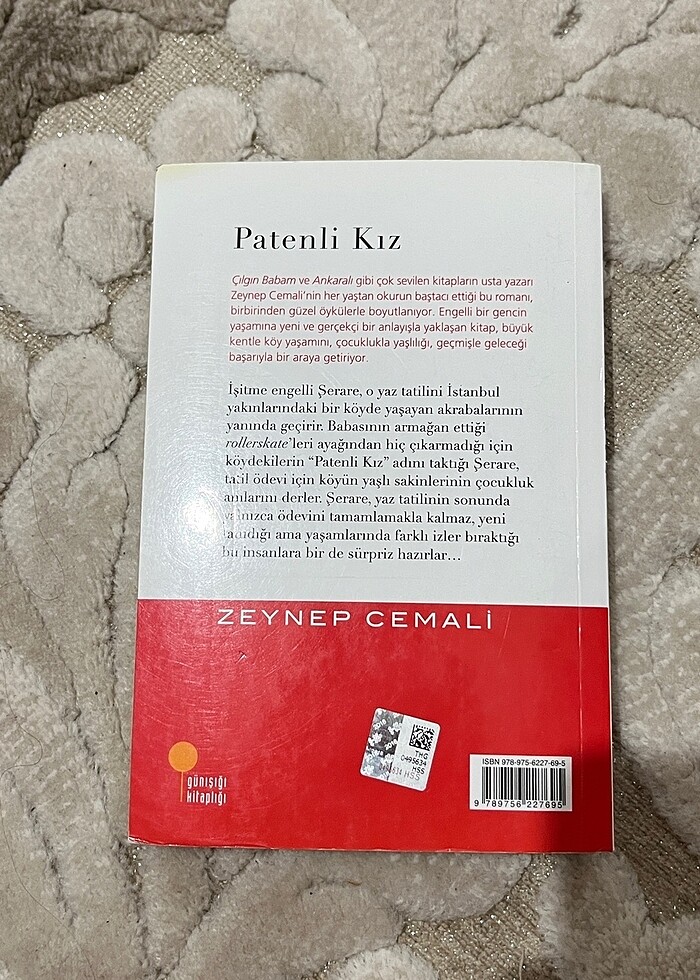 Patenli Kız
Çılgın Babam ve Ankaralı gibi çok sevilen kitapların usta yazarı
Zeynep Cemali'nin her yaştan okurun baştacı ettiği bu romanı,
birbirinden güzel öykülerle boyutlanıyor. Engelli bir gencin
yaşamına yeni ve gerçekçi bir anlayışla yaklaşan kitap, büyük
kentle köy yaşamını, çocuklukla yaşlılığı, geçmişle geleceği
başarıyla bir araya getiriyor.
İşitme engelli Şerare, o yaz tatilini İstanbul
yakınlarındaki bir köyde yaşayan akrabalarının
yanında geçirir. Babasının armağan ettiği
rollerskate'leri ayağından hiç çıkarmadığı için
köydekilerin “Patenli Kız” adını taktığı Şerare,
tatil ödevi için köyün yaşlı sakinlerinin çocukluk
anılarını derler. Şerare, yaz tatilinin sonunda
yalnızca ödevini tamamlamakla kalmaz, yeni
tanıdığı ama yaşamlarında farklı izler bıraktığı
bu insanlara bir de sürpriz hazırlar…
ZEYNEP CEMALİ
THG
0495634
HSS
günışığı
kitaplığı
ISBN 978-975-6227-69-5
9 789756 227695